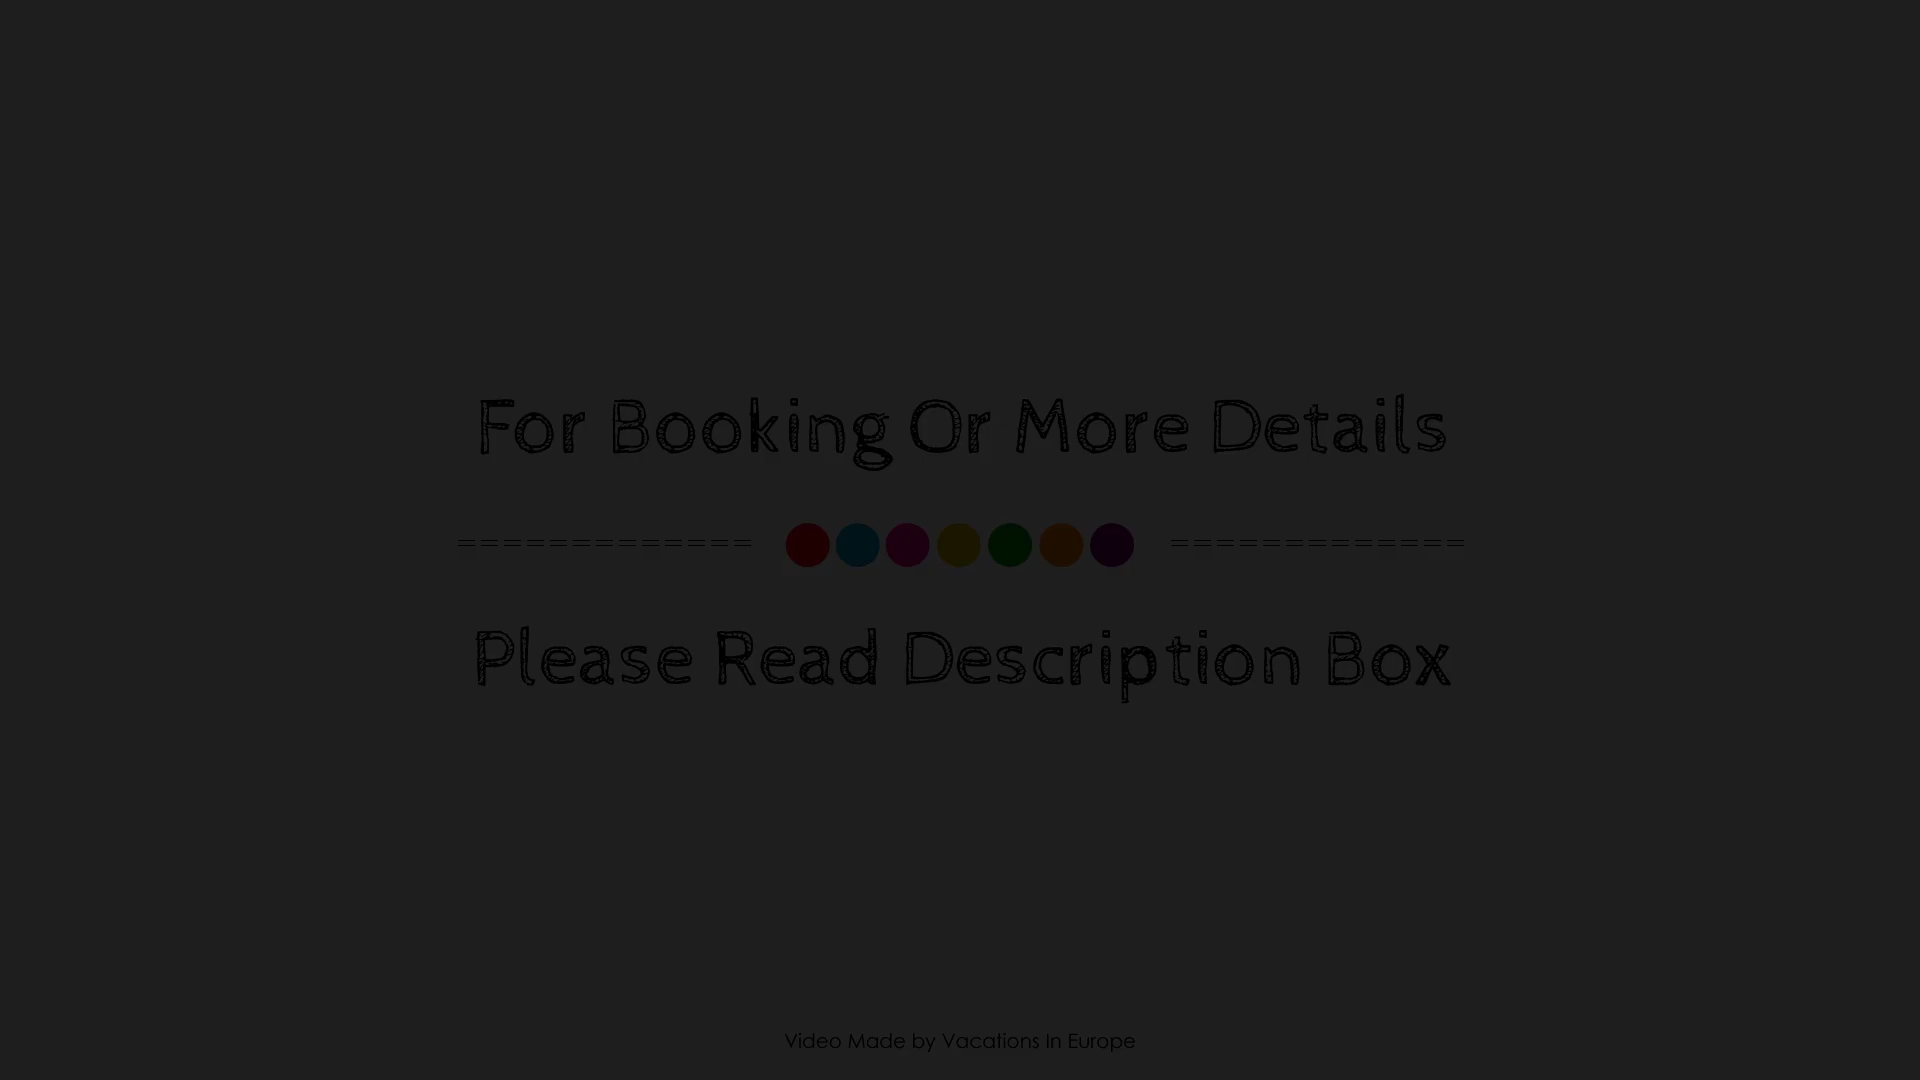 For Booking Or More Details
============= =============
Please Read Description Box
Video Made by Vacations In Europe